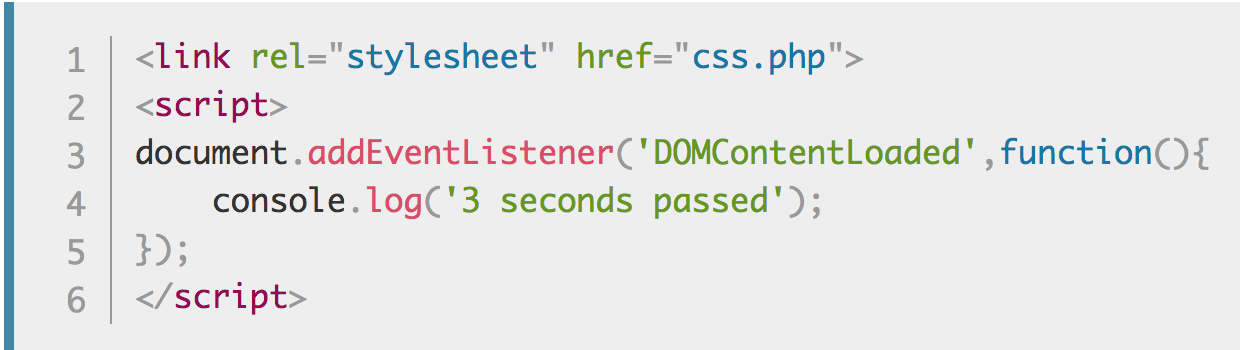 1 <link rel="stylesheet" href="css.php">
2 <script>
3 document.addEventListener('DOMContentLoaded',function(){
4     console.log('3 seconds passed');
5 });
6 </script>